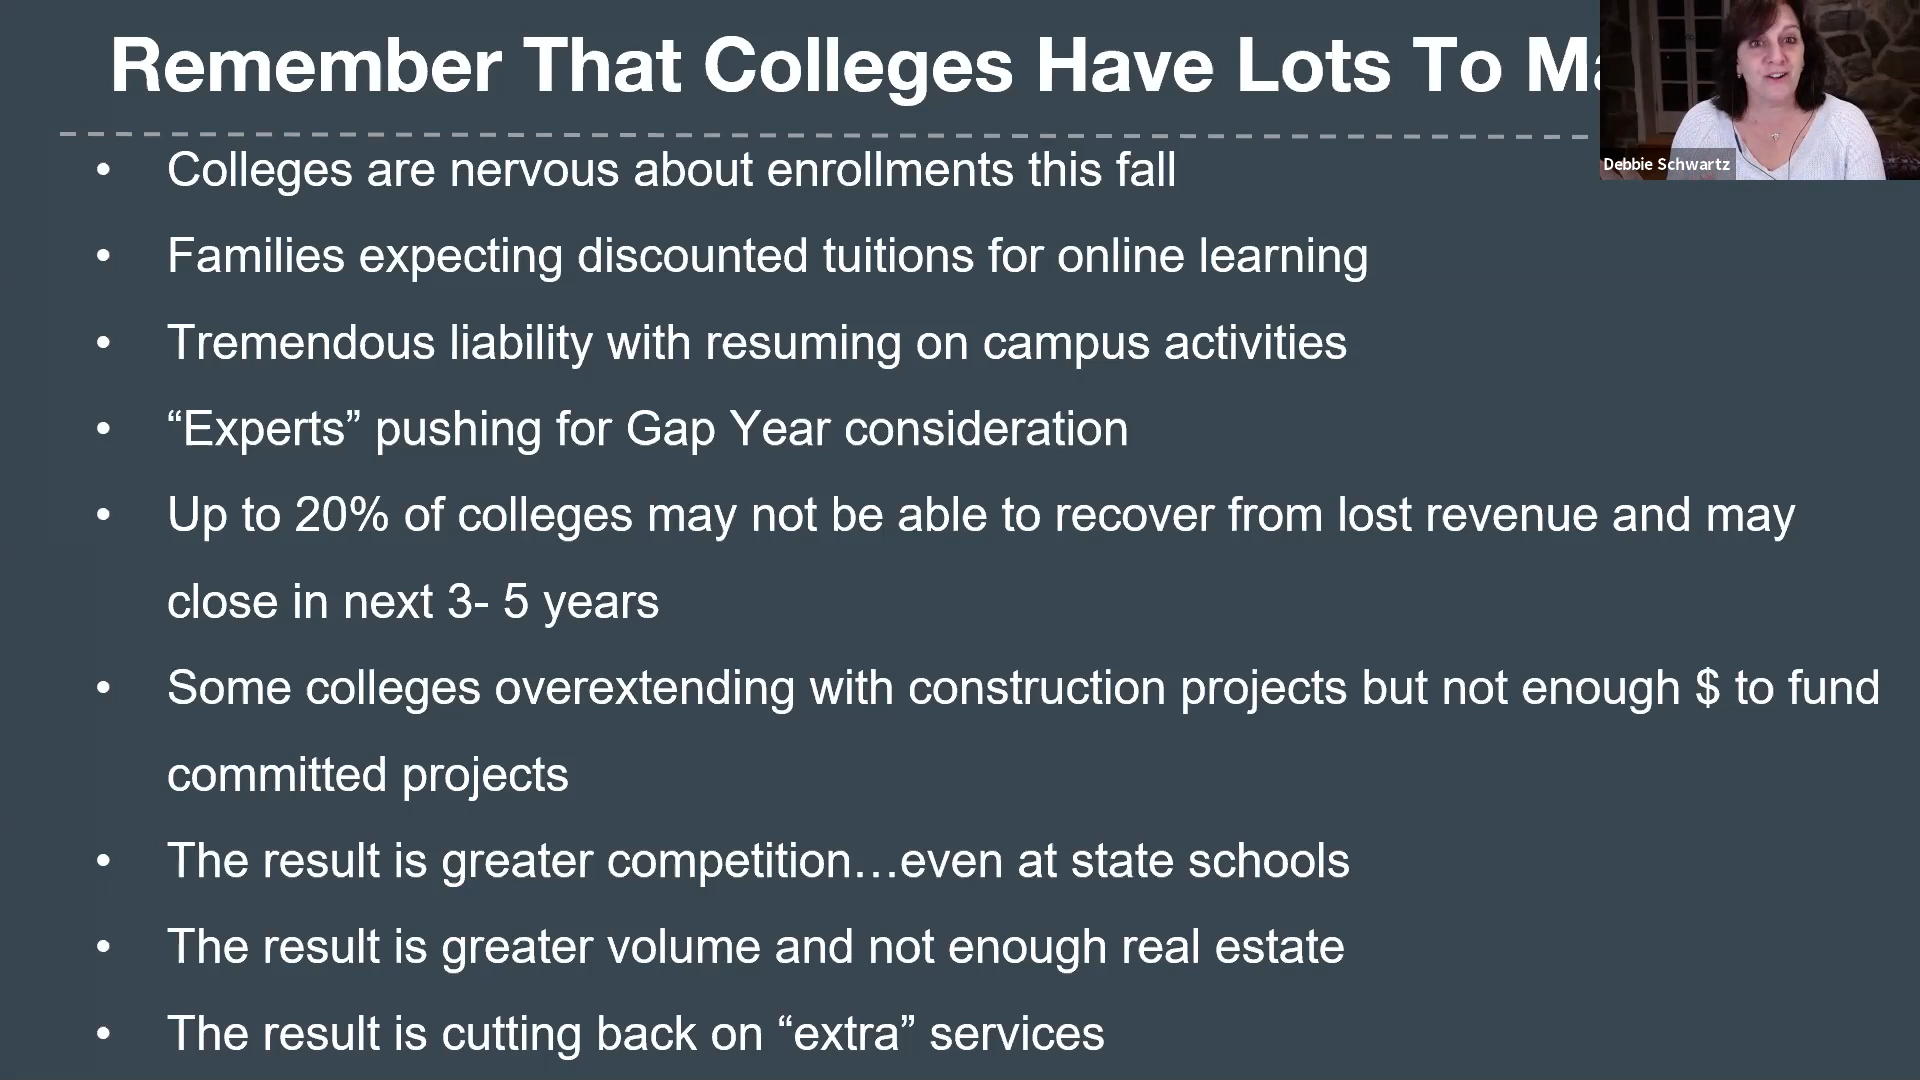 Remember That Colleges Have Lots To
Debbie Schwartz
• Colleges are nervous about enrollments this fall
• Families expecting discounted tuitions for online learning
• Tremendous liability with resuming on campus activities
• “Experts” pushing for Gap Year consideration
• Up to 20% of colleges may not be able to recover from lost revenue and may
close in next 3- 5 years
• Some colleges overextending with construction projects but not enough $ to fund
committed projects
• The result is greater competition…even at state schools
• The result is greater volume and not enough real estate
• The result is cutting back on “extra” services